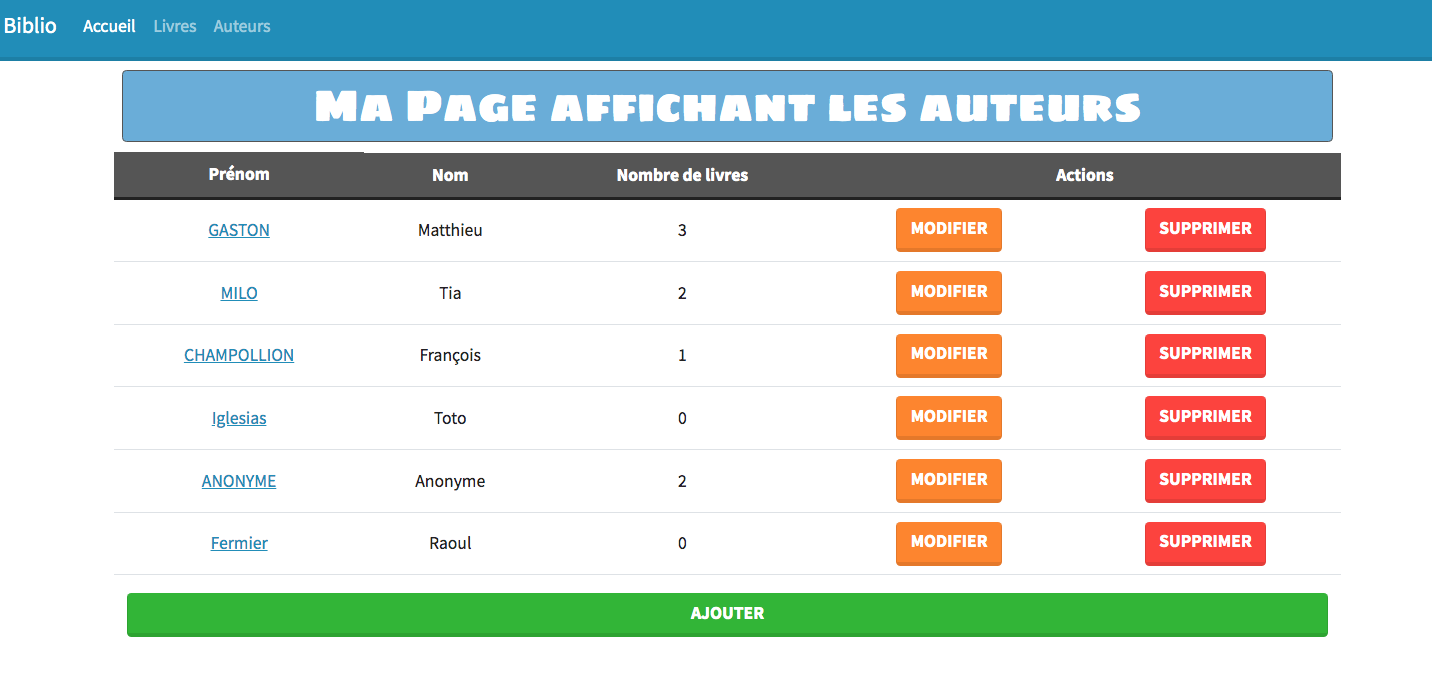 Biblio Accueil Livres Auteurs
Ma Page affichant les auteurs
Prénom Nom Nombre de livres Actions
GASTON Matthieu 3 MODIFIER SUPPRIMER
MILO Tia 2 MODIFIER SUPPRIMER
CHAMPOLLION François 1 MODIFIER SUPPRIMER
Iglesias Toto 0 MODIFIER SUPPRIMER
ANONYME Anonyme 2 MODIFIER SUPPRIMER
Fermier Raoul 0 MODIFIER SUPPRIMER
AJOUTER